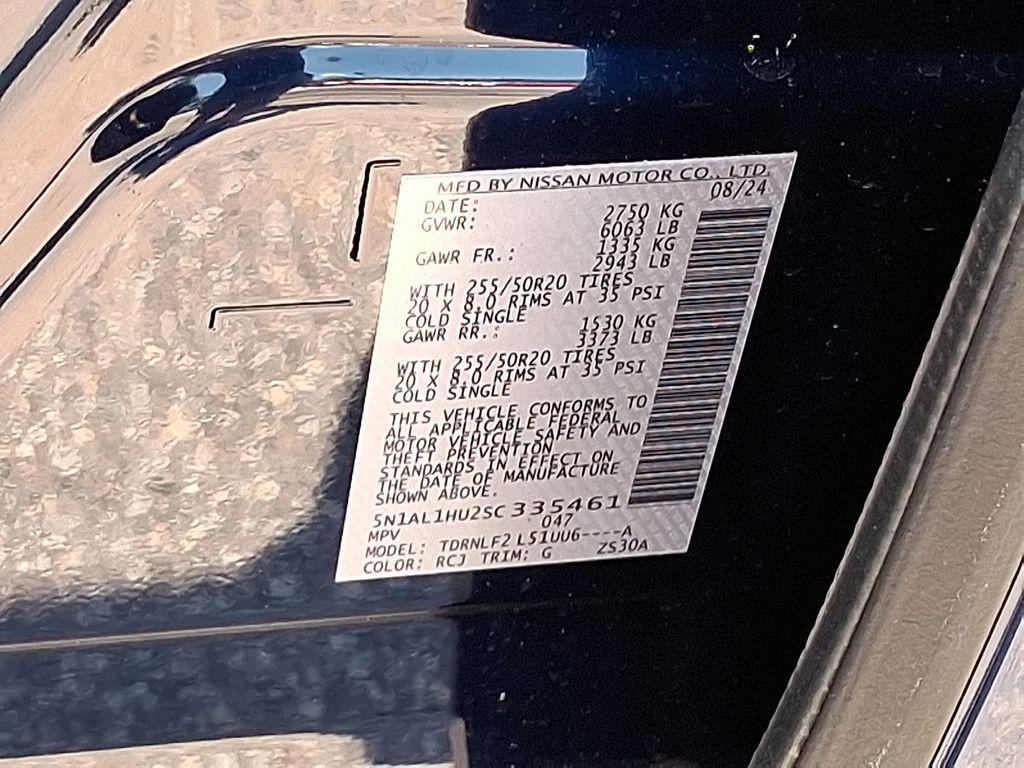 MFD BY NISSAN MOTOR CO., LTD.
DATE: 08/24
GVWR: 2750 KG
6063 LB
GAWR FR.: 1335 KG
2943 LB
WITH 255/50R20 TIRES
20 X 8.0 RIMS AT 35 PSI
COLD SINGLE
GAWR RR.: 1530 KG
3373 LB
WITH 255/50R20 TIRES
20 X 8.0 RIMS AT 35 PSI
COLD SINGLE
THIS VEHICLE CONFORMS TO
ALL APPLICABLE FEDERAL
MOTOR VEHICLE SAFETY AND
THEFT PREVENTION
STANDARDS IN EFFECT ON
THE DATE OF MANUFACTURE
SHOWN ABOVE.
5N1AL1HU2SC335461
MPV 047
MODEL: TDRNLF2 L51UU6----A
COLOR: RCJ TRIM: G ZS30A